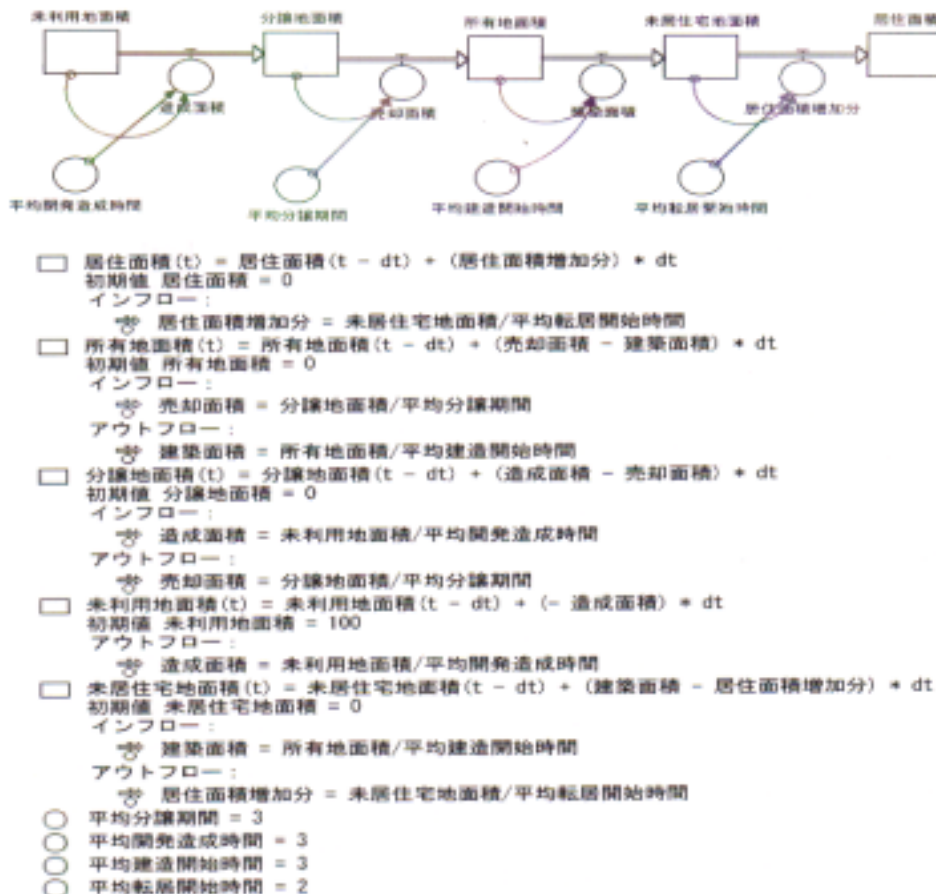 未利用地面積
分譲地面積
所有地面積
未居住宅地面積
居住面積
造成面積
売却面積
建築面積
居住面積増加分
平均開発造成時間
平均分譲期間
平均建造開始時間
平均転居開始時間
居住面積(t) = 居住面積(t - dt) + (居住面積増加分) * dt
初期値 居住面積 = 0
インフロー:
居住面積増加分 = 未居住宅地面積/平均転居開始時間
所有地面積(t) = 所有地面積(t - dt) + (売却面積 - 建築面積) * dt
初期値 所有地面積 = 0
インフロー:
売却面積 = 分譲地面積/平均分譲期間
アウトフロー:
建築面積 = 所有地面積/平均建造開始時間
分譲地面積(t) = 分譲地面積(t - dt) + (造成面積 - 売却面積) * dt
初期値 分譲地面積 = 0
インフロー:
造成面積 = 未利用地面積/平均開発造成時間
アウトフロー:
売却面積 = 分譲地面積/平均分譲期間
未利用地面積(t) = 未利用地面積(t - dt) + (- 造成面積) * dt
初期値 未利用地面積 = 100
アウトフロー:
造成面積 = 未利用地面積/平均開発造成時間
未居住宅地面積(t) = 未居住宅地面積(t - dt) + (建築面積 - 居住面積増加分) * dt
初期値 未居住宅地面積 = 0
インフロー:
建築面積 = 所有地面積/平均建造開始時間
アウトフロー:
居住面積増加分 = 未居住宅地面積/平均転居開始時間
平均分譲期間 = 3
平均開発造成時間 = 3
平均建造開始時間 = 3
平均転居開始時間 = 2